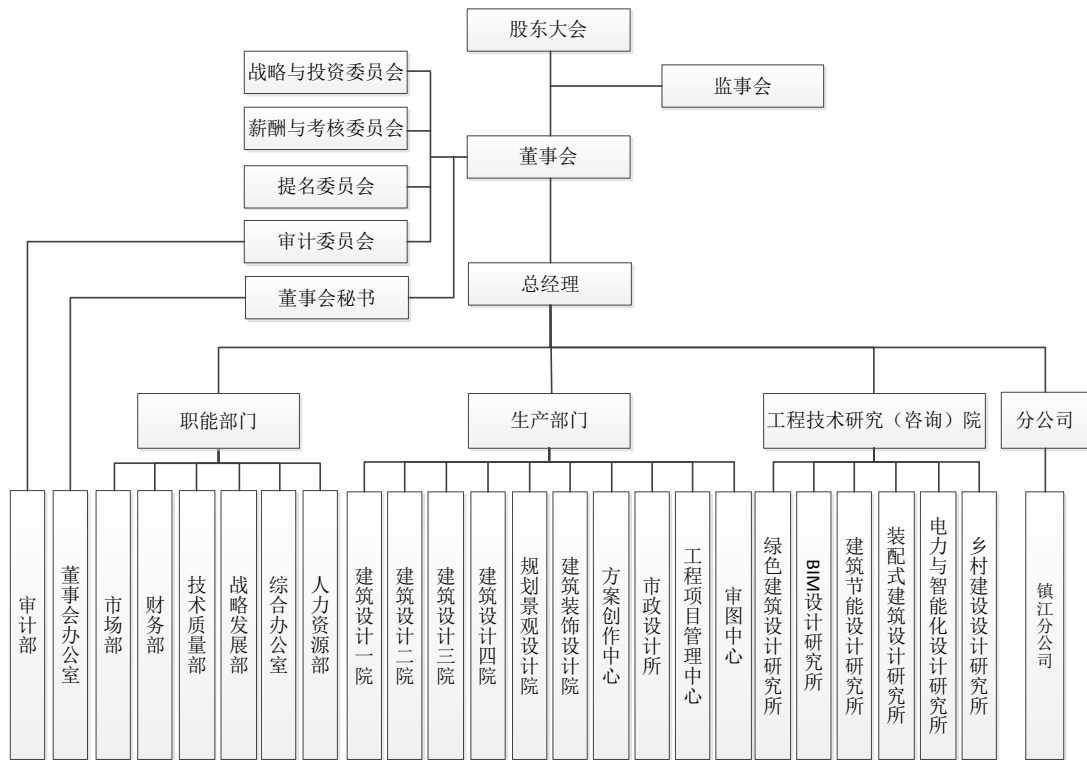 股东大会
战略与投资委员会
监事会
薪酬与考核委员会
董事会
提名委员会
审计委员会
总经理
董事会秘书
职能部门
生产部门
工程技术研究（咨询）院
分公司
审计部
董事会办公室
市场部
财务部
技术质量部
战略发展部
综合办公室
人力资源部
建筑设计一院
建筑设计二院
建筑设计三院
建筑设计四院
规划景观设计院
建筑装饰设计院
方案创作中心
市政设计所
工程项目管理中心
审图中心
绿色建筑设计研究所
BIM设计研究所
建筑节能设计研究所
装配式建筑设计研究所
电力与智能化设计研究所
乡村建设设计研究所
镇江分公司